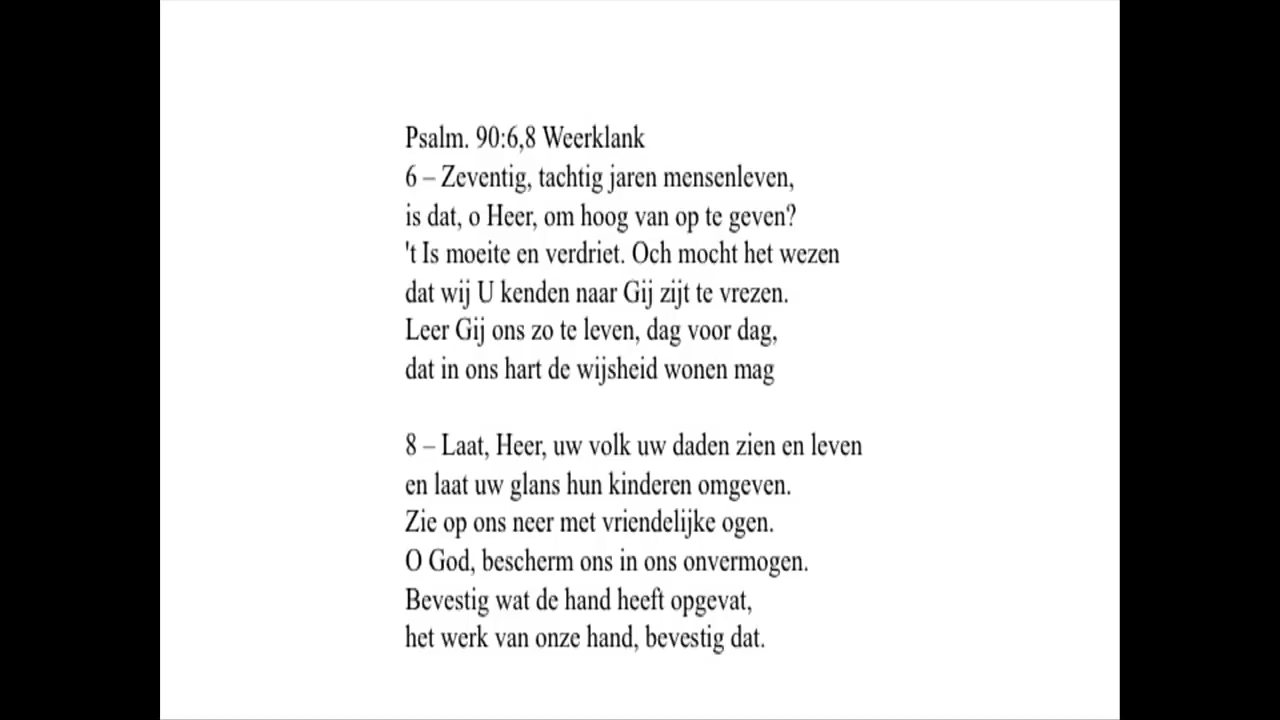 Psalm. 90:6,8 Weerklank
6 – Zeventig, tachtig jaren mensenleven,
is dat, o Heer, om hoog van op te geven?
't Is moeite en verdriet. Och mocht het wezen
dat wij U kenden naar Gij zijt te vrezen.
Leer Gij ons zo te leven, dag voor dag,
dat in ons hart de wijsheid wonen mag
8 – Laat, Heer, uw volk uw daden zien en leven
en laat uw glans hun kinderen omgeven.
Zie op ons neer met vriendelijke ogen.
O God, bescherm ons in ons onvermogen.
Bevestig wat de hand heeft opgevat,
het werk van onze hand, bevestig dat.